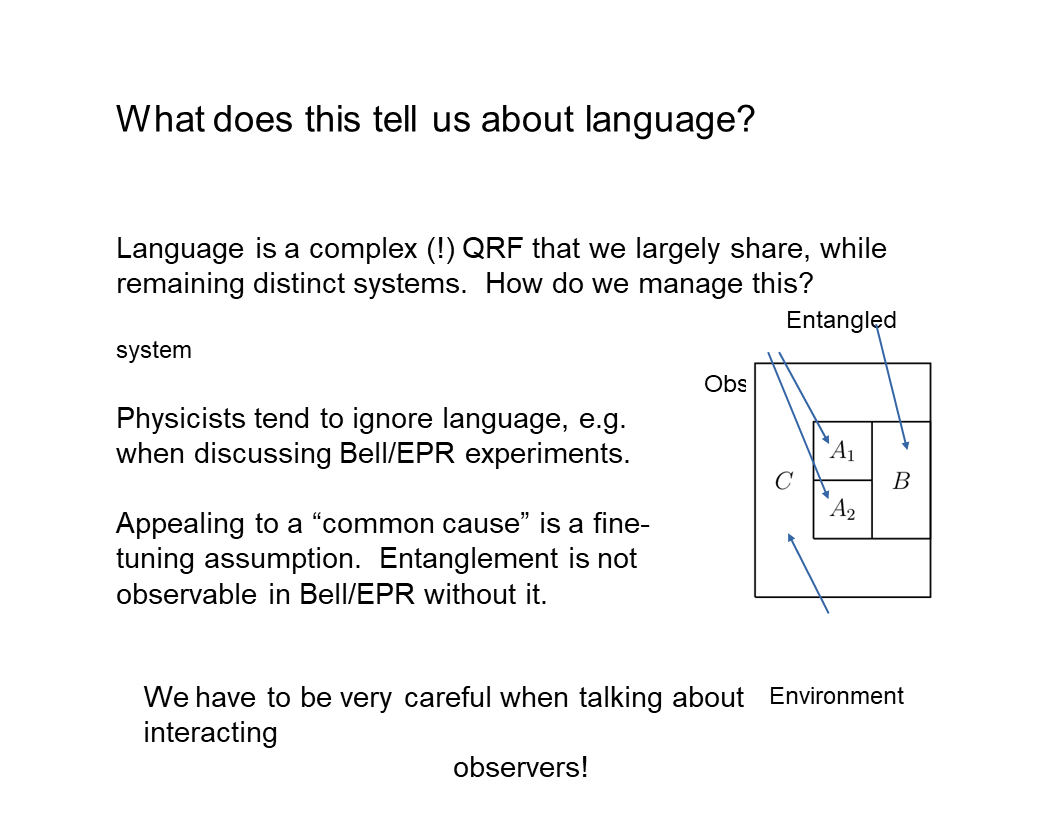 What does this tell us about language?
Language is a complex (!) QRF that we largely share, while
remaining distinct systems.  How do we manage this?
Entangled
system
Obs
Physicists tend to ignore language, e.g.
when discussing Bell/EPR experiments.
A1
C
B
A2
Appealing to a “common cause” is a fine-
tuning assumption.  Entanglement is not
observable in Bell/EPR without it.
We have to be very careful when talking about
Environment
interacting
observers!